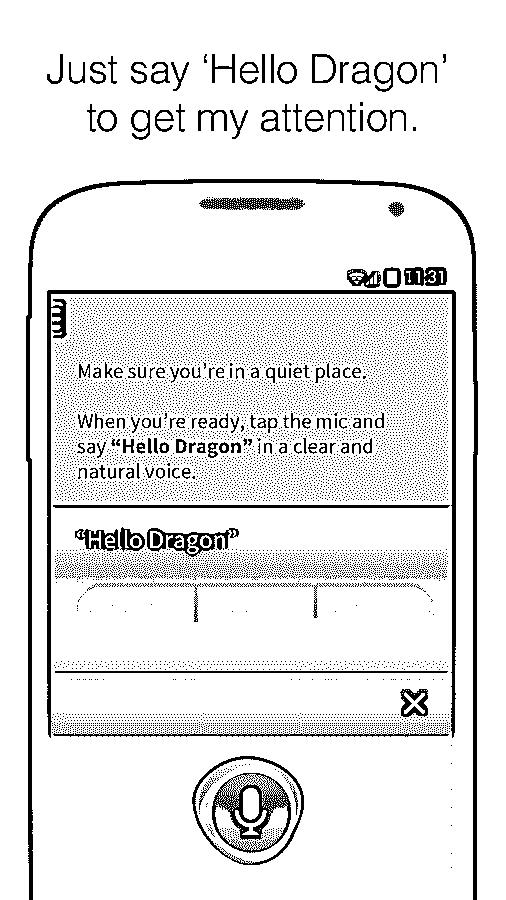 Just say ‘Hello Dragon’
to get my attention.
11:31
Make sure you’re in a quiet place.
When you’re ready, tap the mic and
say “Hello Dragon” in a clear and
natural voice.
“Hello Dragon”